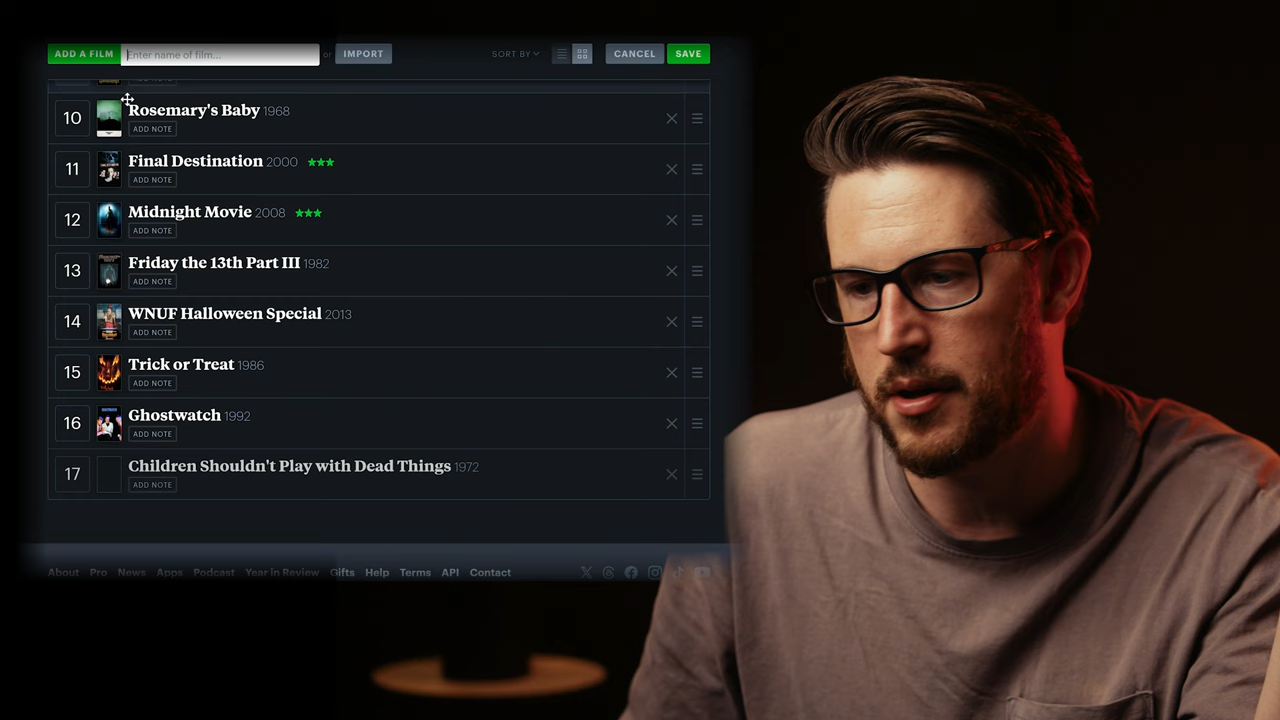 ADD A FILM Enter name of film... or IMPORT SORT BY CANCEL SAVE
10 Rosemary's Baby 1968
ADD NOTE
11 Final Destination 2000 ★★★
ADD NOTE
12 Midnight Movie 2008 ★★★
ADD NOTE
13 Friday the 13th Part III 1982
ADD NOTE
14 WNUF Halloween Special 2013
ADD NOTE
15 Trick or Treat 1986
ADD NOTE
16 Ghostwatch 1992
ADD NOTE
17 Children Shouldn't Play with Dead Things 1972
ADD NOTE
About Pro News Apps Podcast Year in Review Gifts Help Terms API Contact